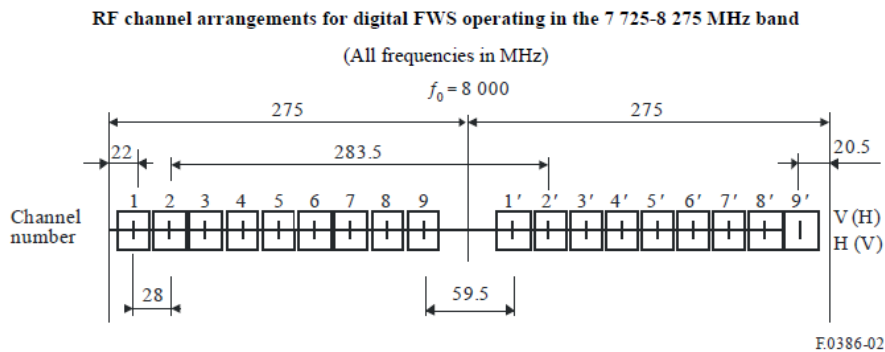 RF channel arrangements for digital FWS operating in the 7 725-8 275 MHz band
(All frequencies in MHz)
f0 = 8 000
275 275
22 283.5 20.5
1 2 3 4 5 6 7 8 9 1′ 2′ 3′ 4′ 5′ 6′ 7′ 8′ 9′
Channel V (H)
number H (V)
28 59.5
F.0386-02